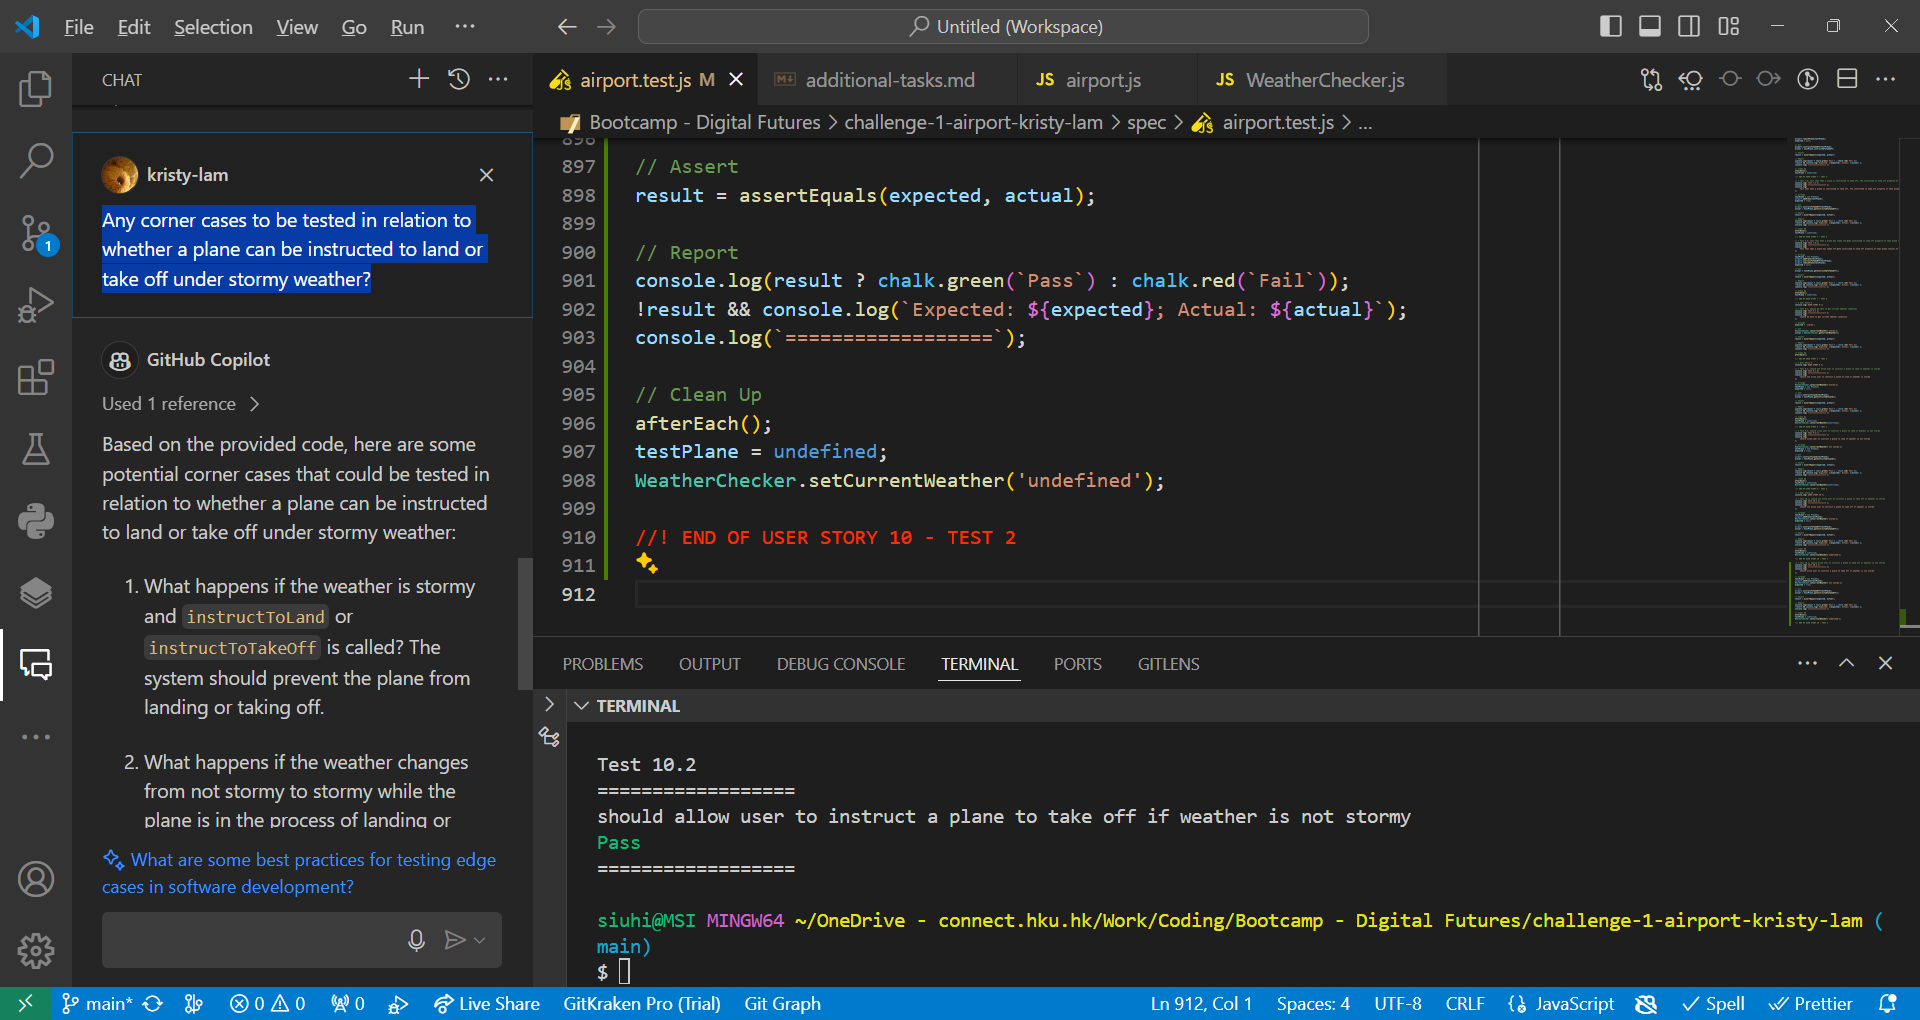 File Edit Selection View Go Run ···
Untitled (Workspace)
CHAT
airport.test.js M
additional-tasks.md
JS airport.js
JS WeatherChecker.js
Bootcamp - Digital Futures > challenge-1-airport-kristy-lam > spec > airport.test.js > ...
kristy-lam
Any corner cases to be tested in relation to
whether a plane can be instructed to land or
take off under stormy weather?
GitHub Copilot
Used 1 reference >
Based on the provided code, here are some
potential corner cases that could be tested in
relation to whether a plane can be instructed
to land or take off under stormy weather:
1. What happens if the weather is stormy
and instructToLand or
instructToTakeOff is called? The
system should prevent the plane from
landing or taking off.
2. What happens if the weather changes
from not stormy to stormy while the
plane is in the process of landing or
What are some best practices for testing edge
cases in software development?
1
896
897 // Assert
898 result = assertEquals(expected, actual);
899
900 // Report
901 console.log(result ? chalk.green(`Pass`) : chalk.red(`Fail`));
902 !result && console.log(`Expected: ${expected}; Actual: ${actual}`);
903 console.log(`==================`);
904
905 // Clean Up
906 afterEach();
907 testPlane = undefined;
908 WeatherChecker.setCurrentWeather('undefined');
909
910 //! END OF USER STORY 10 - TEST 2
911
912
PROBLEMS OUTPUT DEBUG CONSOLE TERMINAL PORTS GITLENS
TERMINAL
Test 10.2
==================
should allow user to instruct a plane to take off if weather is not stormy
Pass
==================
siuhi@MSI MINGW64 ~/OneDrive - connect.hku.hk/Work/Coding/Bootcamp - Digital Futures/challenge-1-airport-kristy-lam (
main)
$
main* 0 0 0 Live Share GitKraken Pro (Trial) Git Graph Ln 912, Col 1 Spaces: 4 UTF-8 CRLF JavaScript Spell Prettier